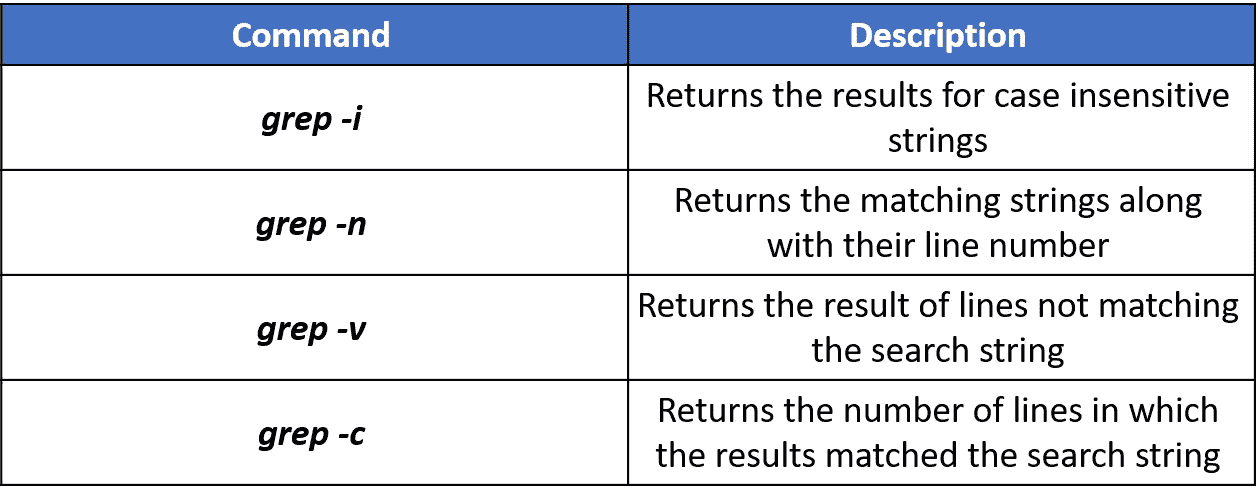 Command
Description
grep -i
Returns the results for case insensitive
strings
grep -n
Returns the matching strings along
with their line number
grep -v
Returns the result of lines not matching
the search string
grep -c
Returns the number of lines in which
the results matched the search string